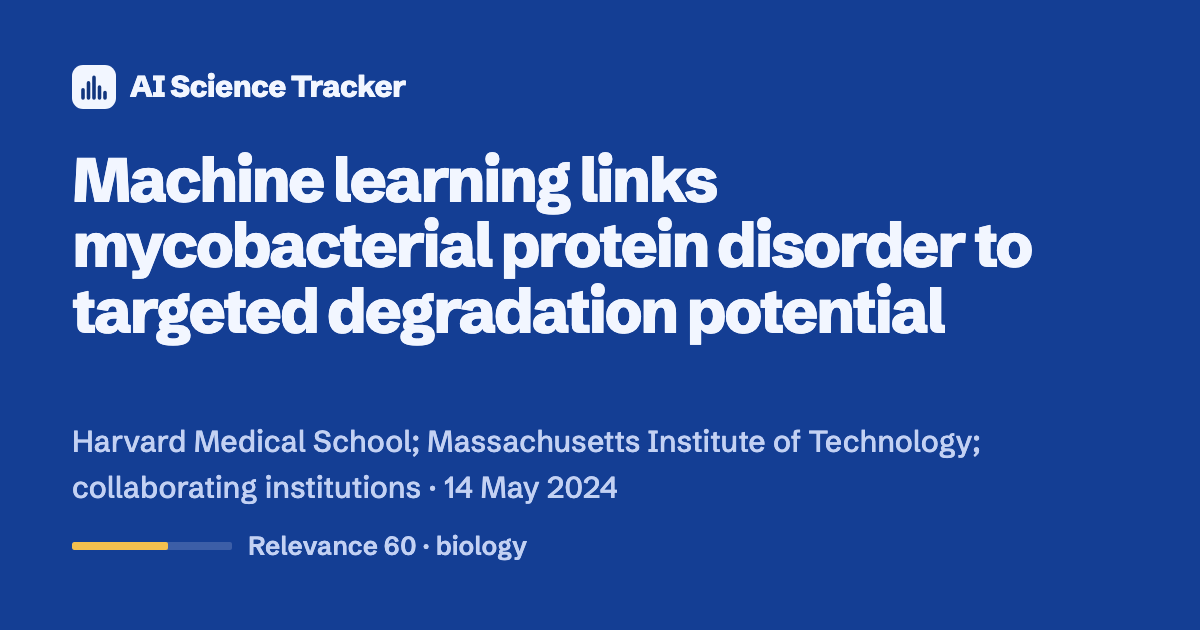 AI Science Tracker
Machine learning links
mycobacterial protein disorder to
targeted degradation potential
Harvard Medical School; Massachusetts Institute of Technology;
collaborating institutions · 14 May 2024
Relevance 60 · biology